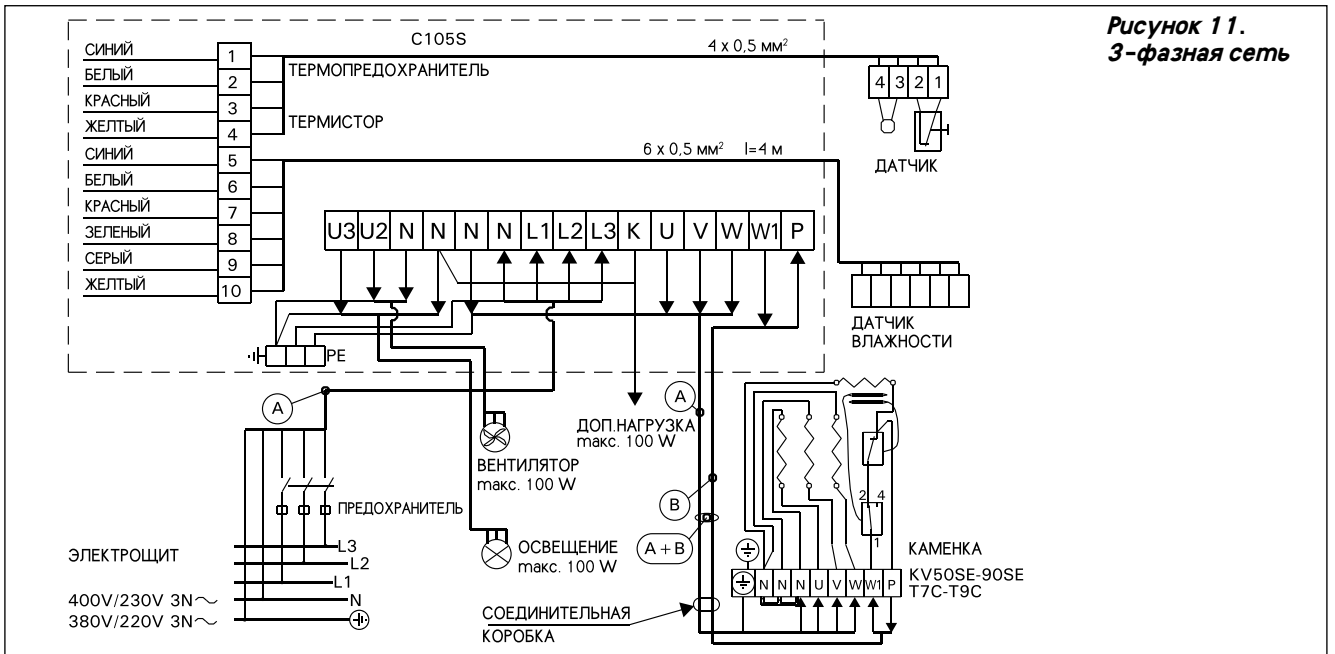 Рисунок 11.
3-фазная сеть
C105S
4 x 0,5 мм²
СИНИЙ 1
БЕЛЫЙ 2
КРАСНЫЙ 3
ЖЕЛТЫЙ 4
СИНИЙ 5
БЕЛЫЙ 6
КРАСНЫЙ 7
ЗЕЛЕНЫЙ 8
СЕРЫЙ 9
ЖЕЛТЫЙ 10
ТЕРМОПРЕДОХРАНИТЕЛЬ
ТЕРМИСТОР
4 3 2 1
ДАТЧИК
6 x 0,5 мм² l=4 м
U3 U2 N N N N L1 L2 L3 K U V W W1 P
ДАТЧИК
ВЛАЖНОСТИ
PE
A
A
ДОП.НАГРУЗКА
макс. 100 W
ВЕНТИЛЯТОР
макс. 100 W
B
A+B
ПРЕДОХРАНИТЕЛЬ
ОСВЕЩЕНИЕ
макс. 100 W
2 4
1
ЭЛЕКТРОЩИТ
L3
L2
L1
N
400V/230V 3N~
380V/220V 3N~
КАМЕНКА
KV50SE-90SE
T7C-T9C
N N N U V W W1 P
СОЕДИНИТЕЛЬНАЯ
КОРОБКА